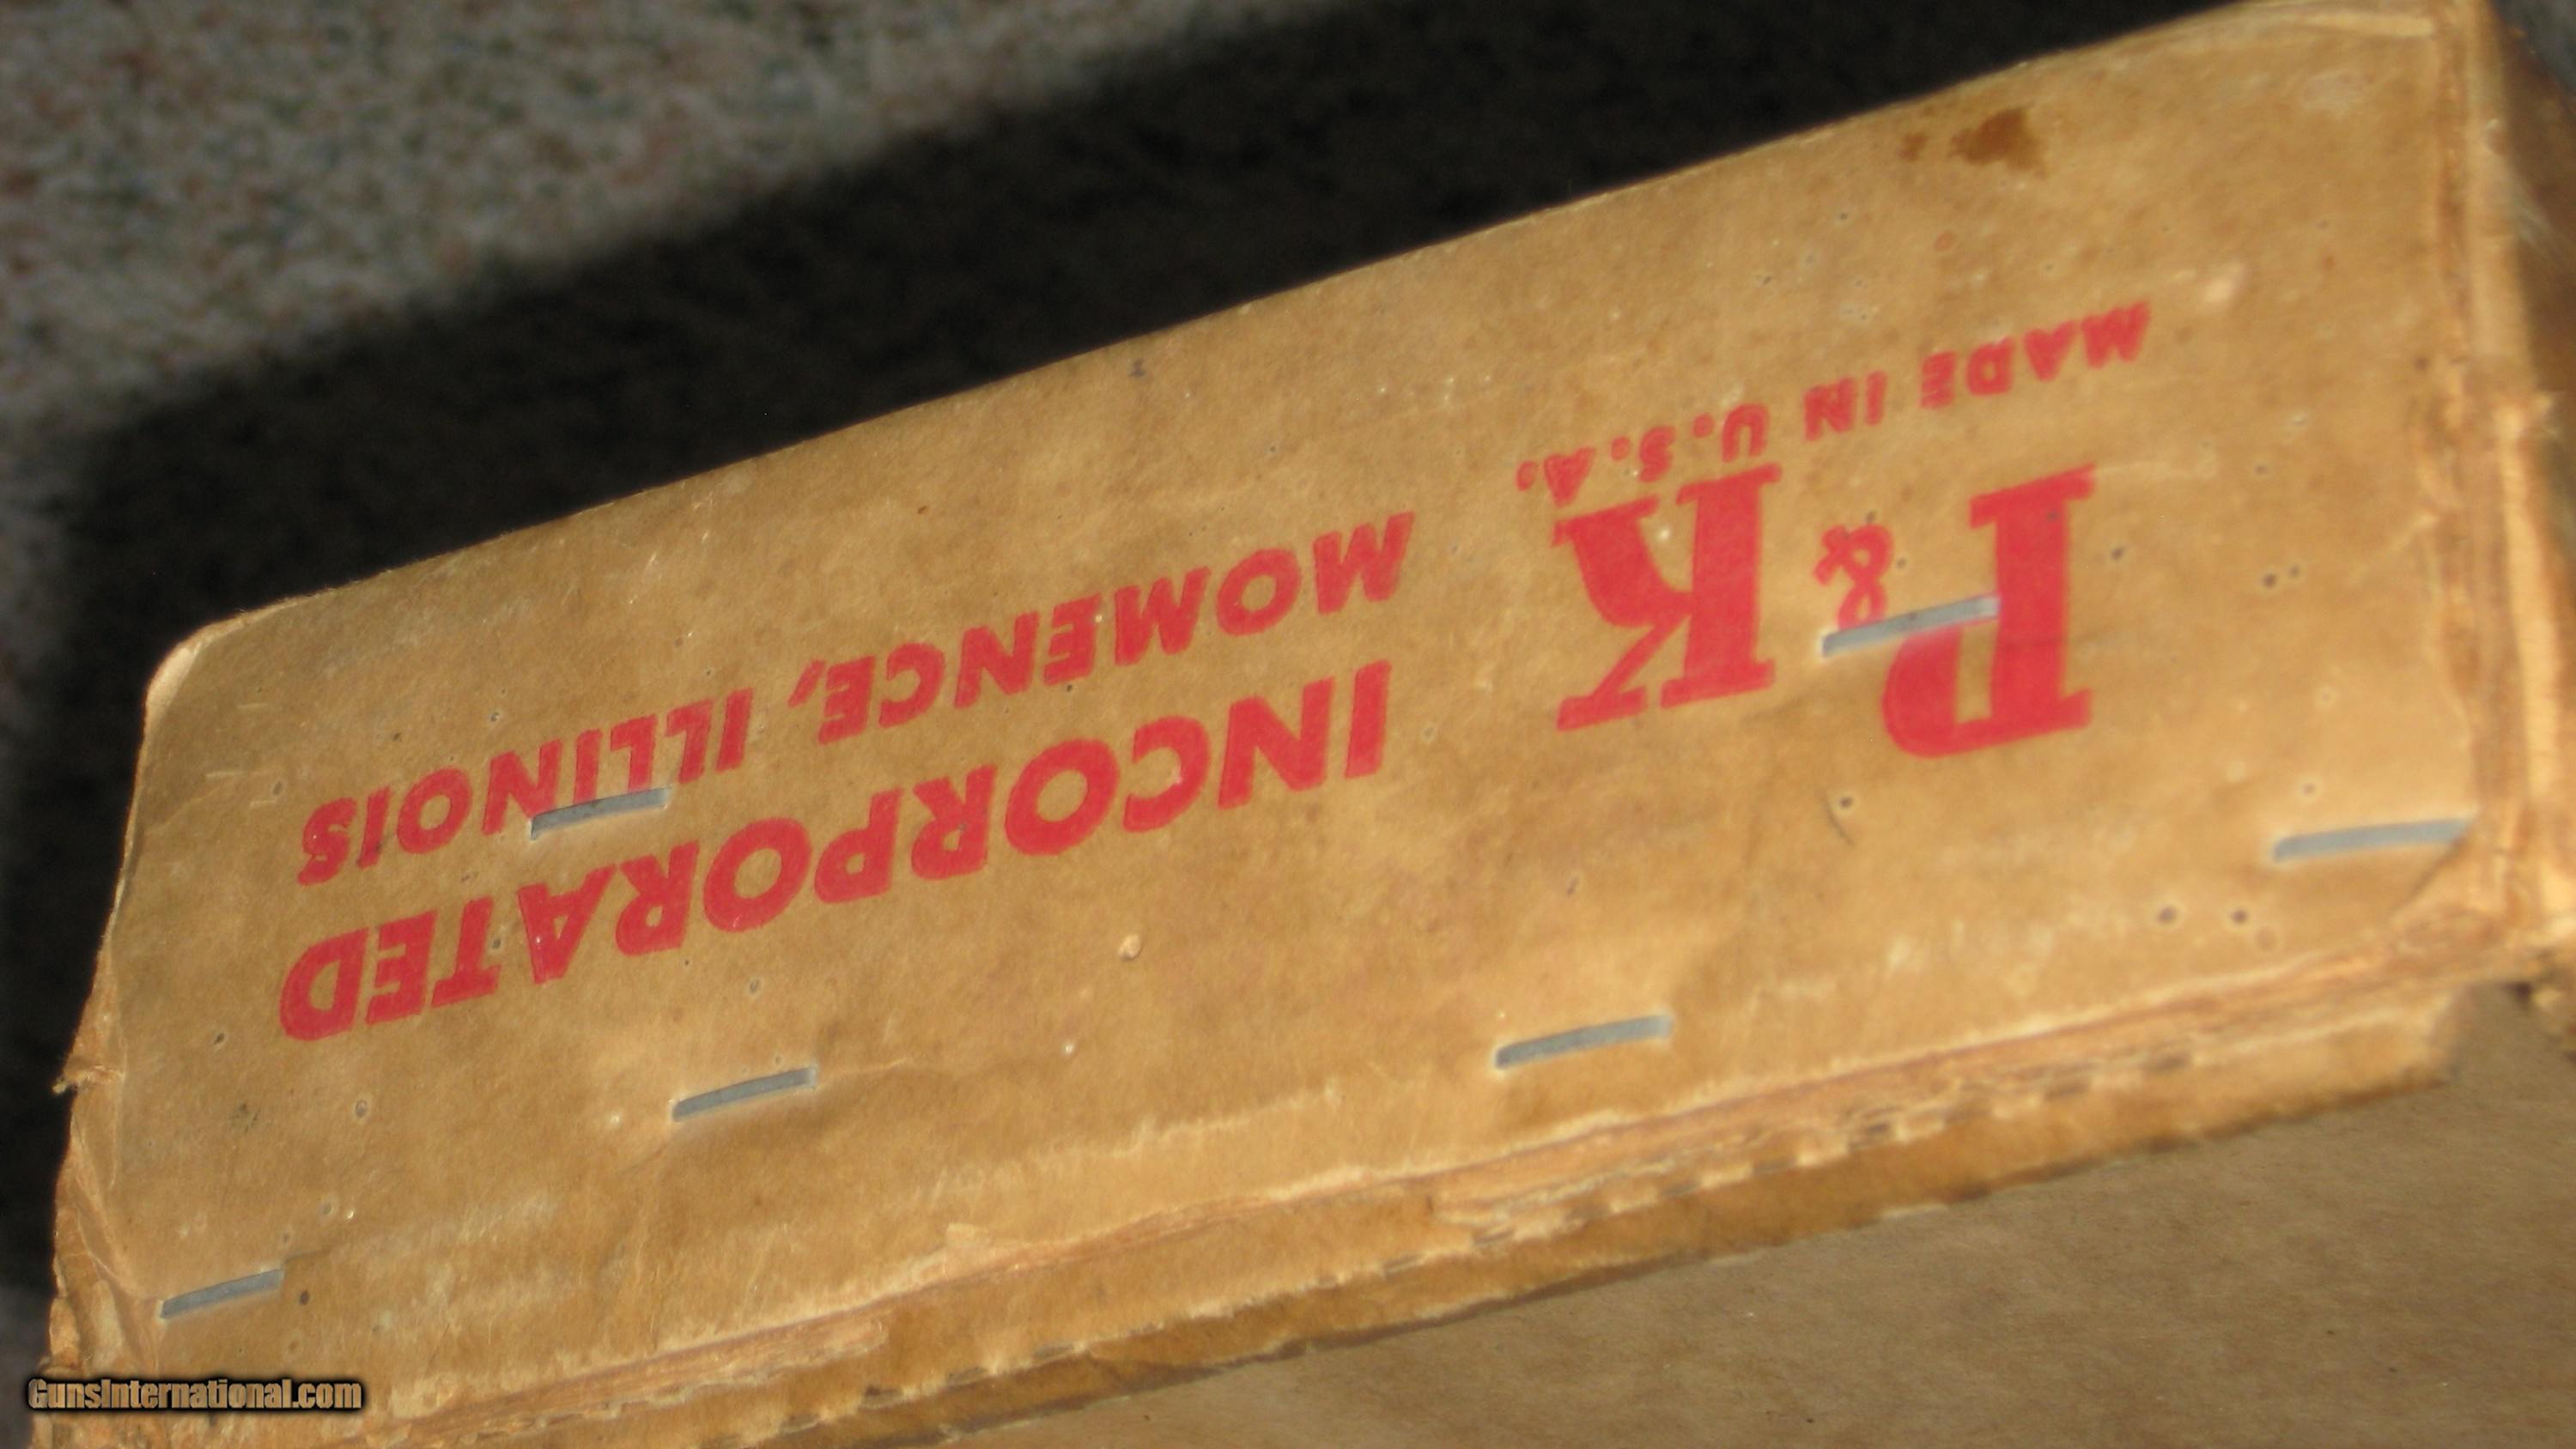 P & K INCORPORATED
MOMENCE, ILLINOIS
MADE IN U.S.A.
GunsInternational.com